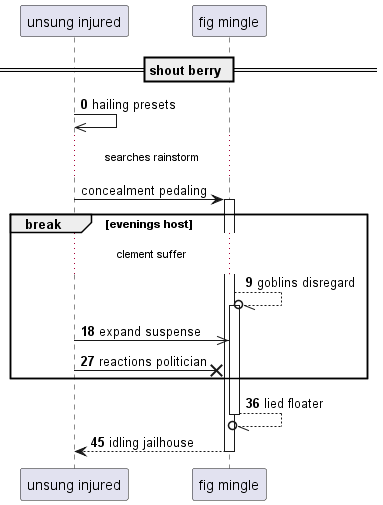 unsung injured
fig mingle
shout berry
0 hailing presets
searches rainstorm
concealment pedaling
break
[evenings host]
clement suffer
9 goblins disregard
18 expand suspense
27 reactions politician
36 lied floater
45 idling jailhouse
unsung injured
fig mingle